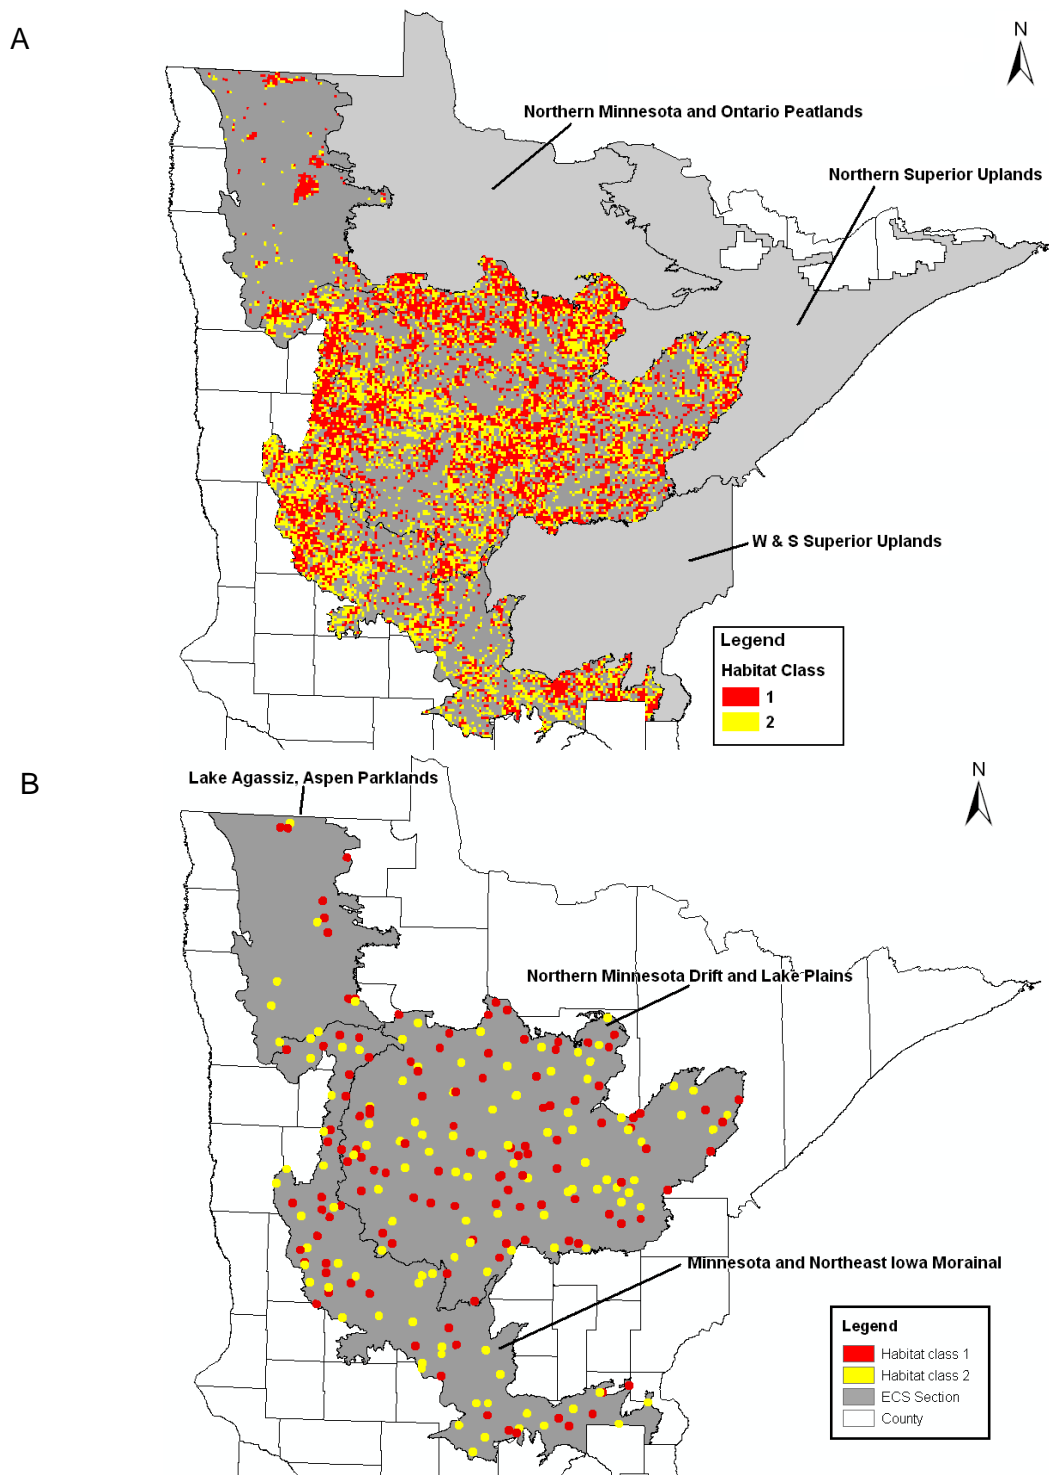 A
N
Northern Minnesota and Ontario Peatlands
Northern Superior Uplands
W & S Superior Uplands
Legend
Habitat Class
1
2
B
Lake Agassiz, Aspen Parklands
N
Northern Minnesota Drift and Lake Plains
Minnesota and Northeast Iowa Morainal
Legend
Habitat class 1
Habitat class 2
ECS Section
County